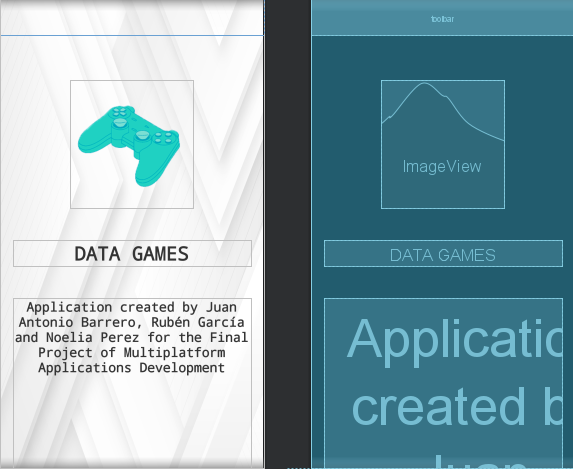 DATA GAMES
Application created by Juan
Antonio Barrero, Rubén García
and Noelia Perez for the Final
Project of Multiplatform
Applications Development
toolbar
ImageView
DATA GAMES
Applicatio
created b
Juan